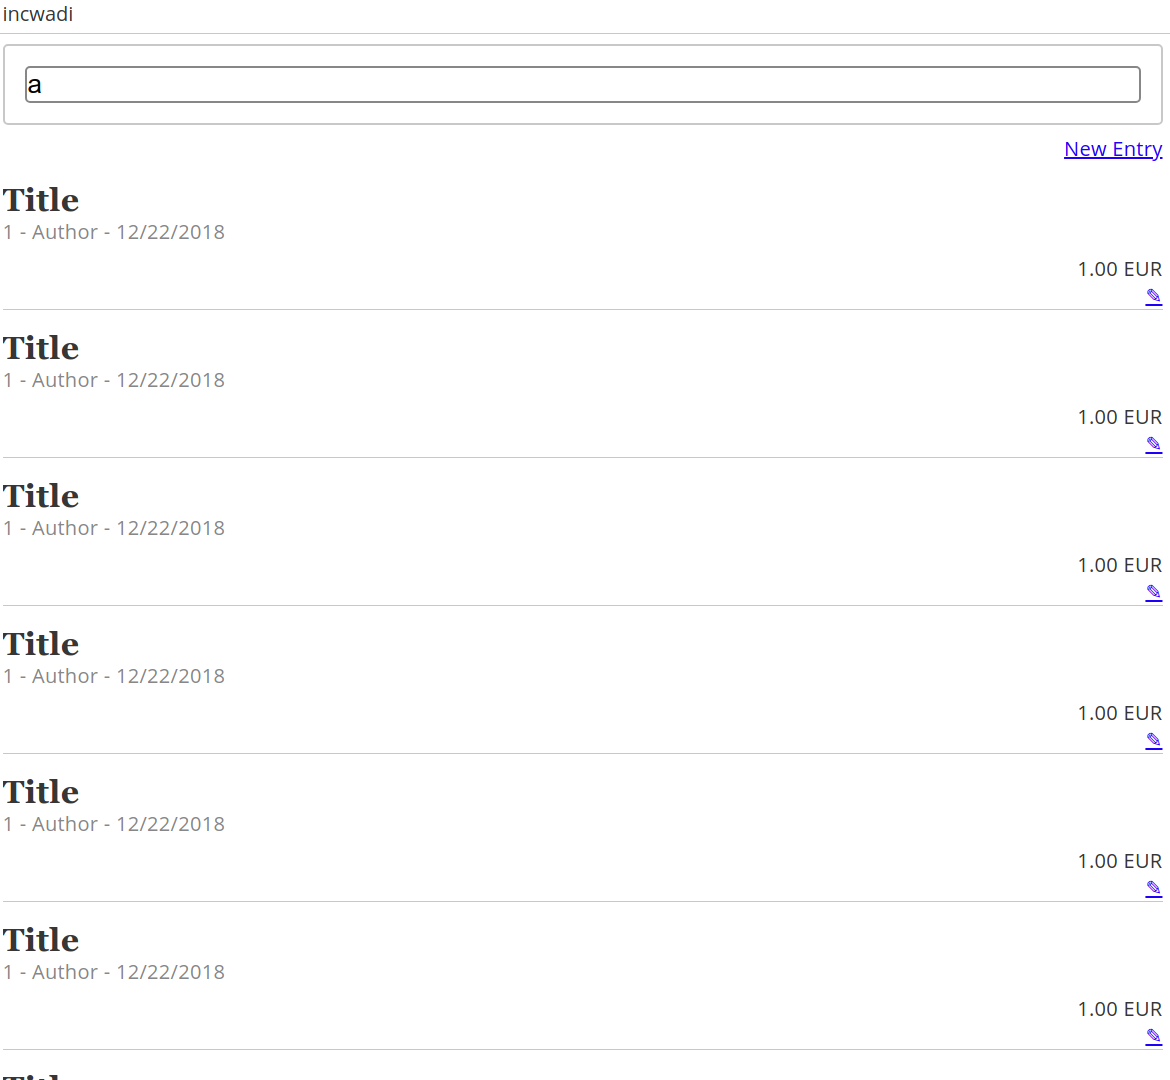 incwadi
a
New Entry
Title
1 - Author - 12/22/2018
1.00 EUR
✎
Title
1 - Author - 12/22/2018
1.00 EUR
✎
Title
1 - Author - 12/22/2018
1.00 EUR
✎
Title
1 - Author - 12/22/2018
1.00 EUR
✎
Title
1 - Author - 12/22/2018
1.00 EUR
✎
Title
1 - Author - 12/22/2018
1.00 EUR
✎
Title